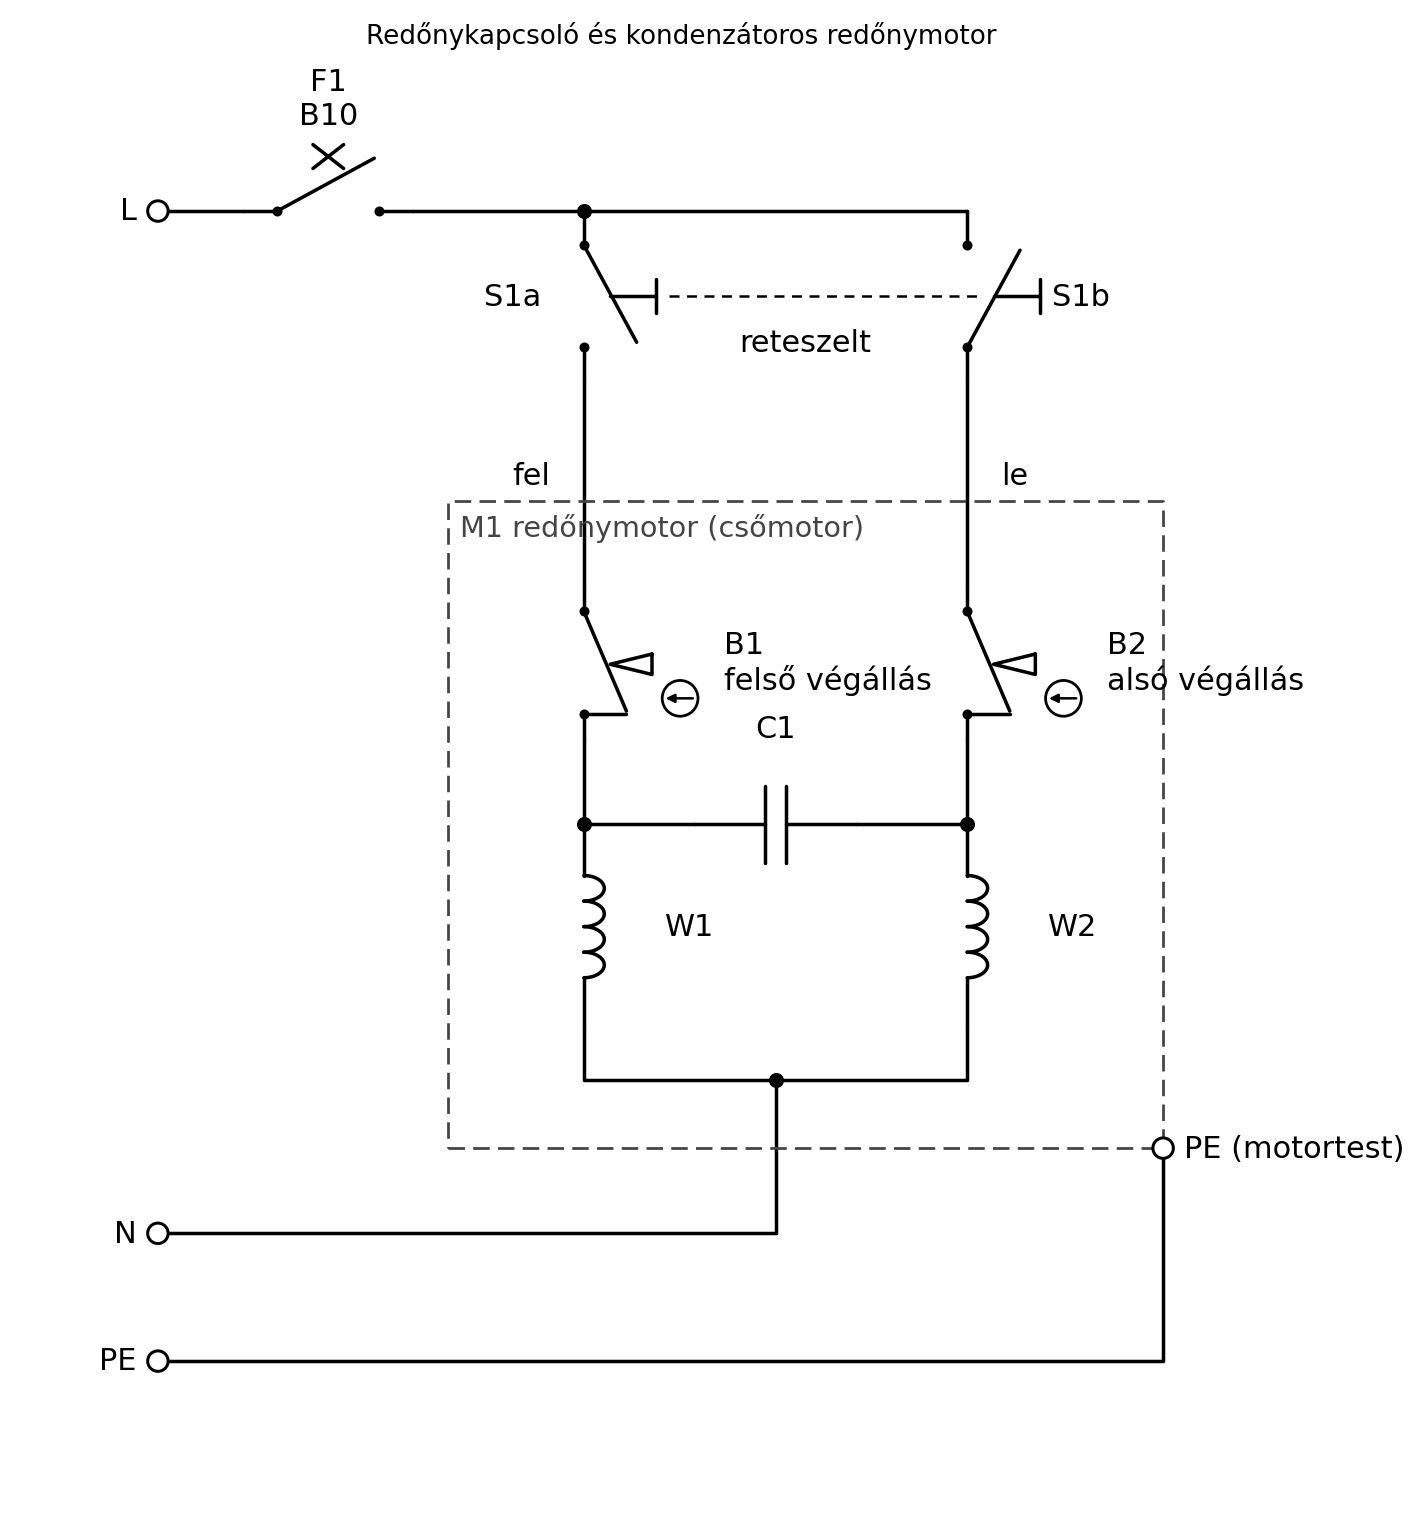 Redőnykapcsoló és kondenzátoros redőnymotor
F1
B10
L
S1a
S1b
reteszelt
fel
le
M1 redőnymotor (csőmotor)
B1
felső végállás
B2
alsó végállás
C1
W1
W2
PE (motortest)
N
PE